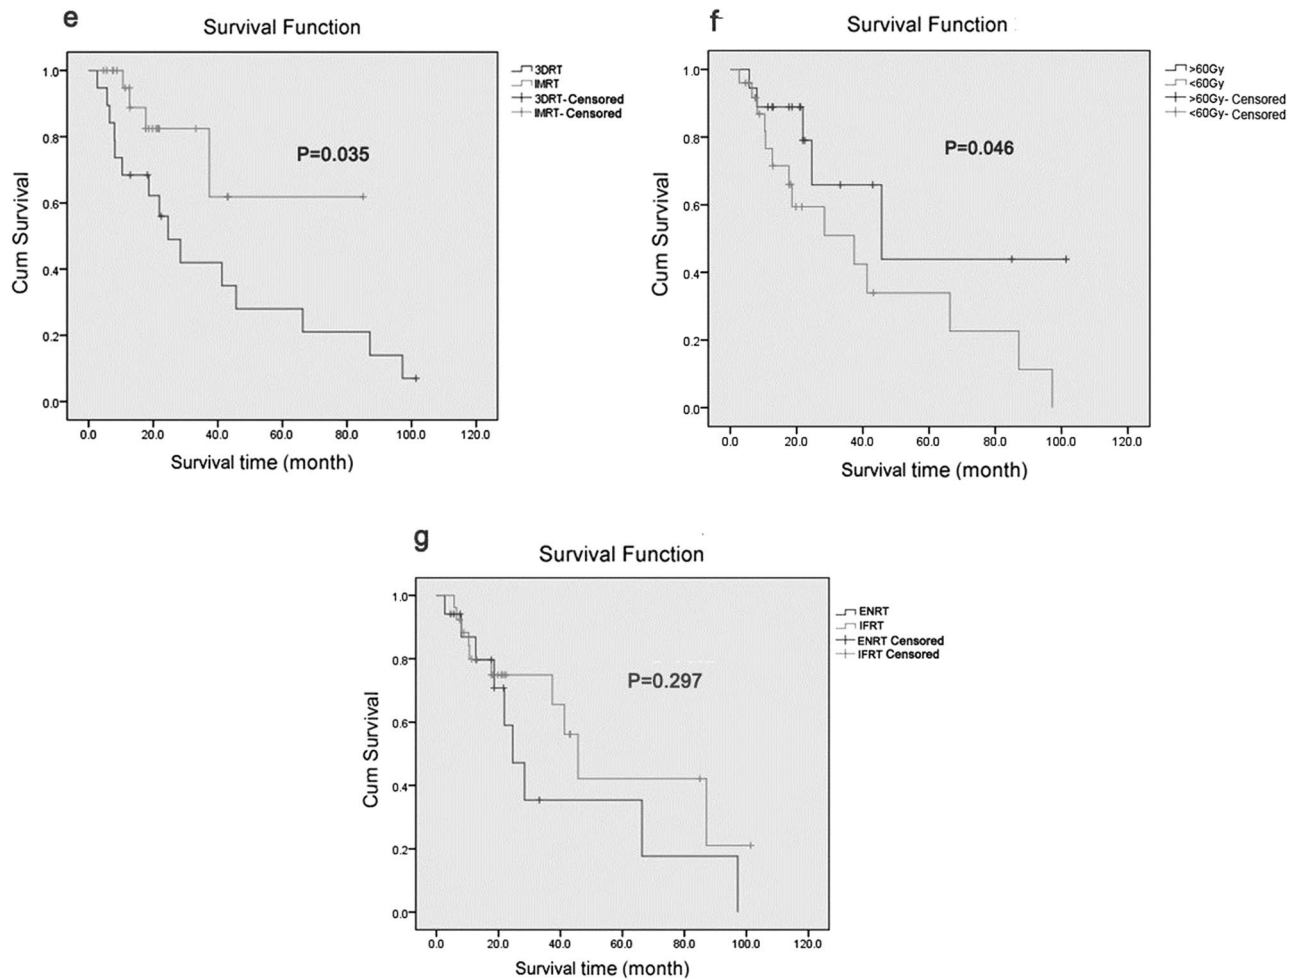 e
Survival Function
1.0
0.8
0.6
0.4
0.2
0.0
Cum Survival
0.0 20.0 40.0 60.0 80.0 100.0 120.0
Survival time (month)
P=0.035
3DRT
IMRT
3DRT-Censored
IMRT-Censored
f
Survival Function
1.0
0.8
0.6
0.4
0.2
0.0
Cum Survival
0.0 20.0 40.0 60.0 80.0 100.0 120.0
Survival time (month)
P=0.046
>60Gy
<60Gy
>60Gy- Censored
<60Gy- Censored
g
Survival Function
1.0
0.8
0.6
0.4
0.2
0.0
Cum Survival
0.0 20.0 40.0 60.0 80.0 100.0 120.0
Survival time (month)
P=0.297
ENRT
IFRT
ENRT Censored
IFRT Censored